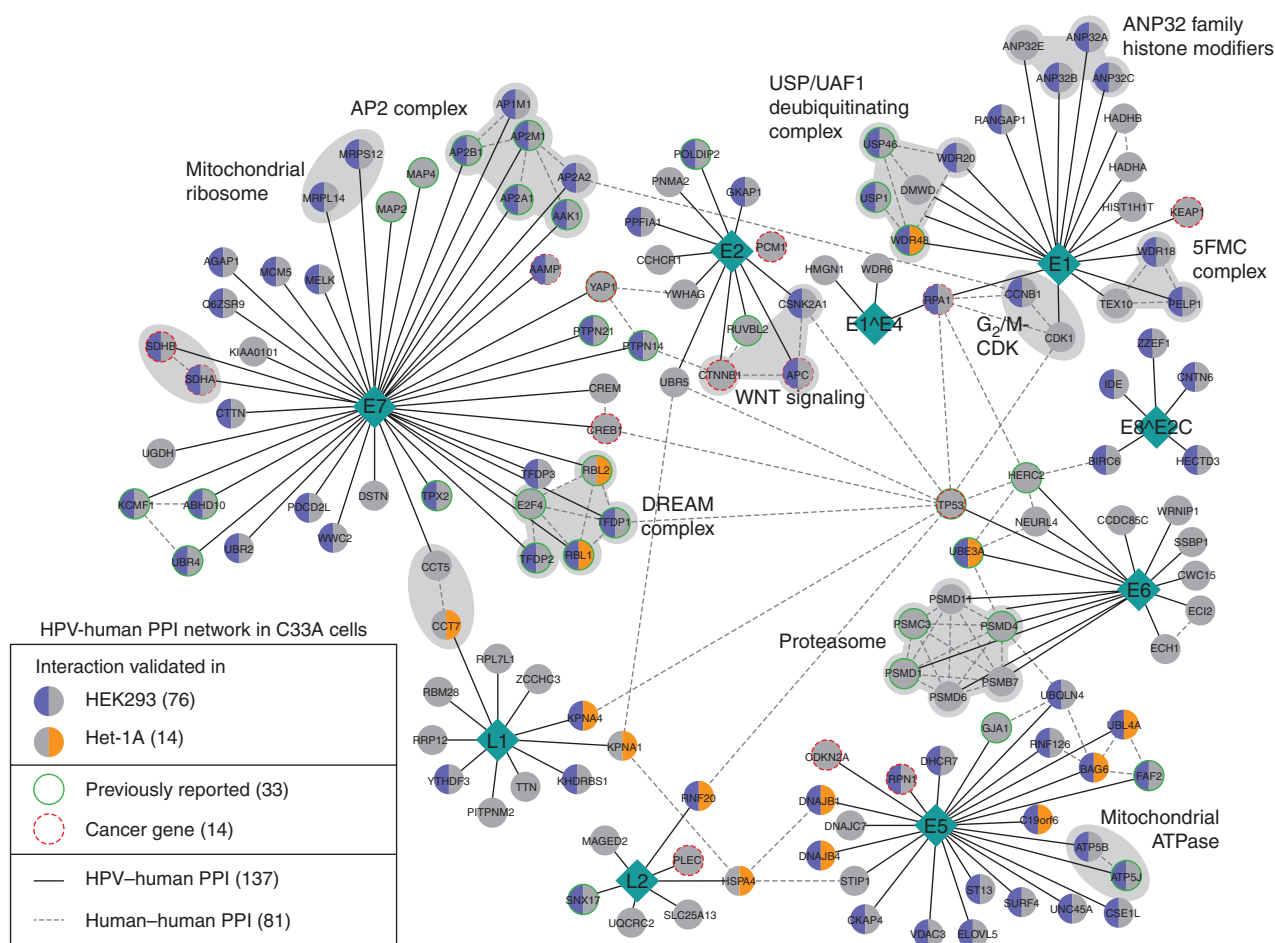 ANP32 family
histone modifiers
ANP32E
ANP32A
ANP32B
ANP32C
USP/UAF1
deubiquitinating
complex
RANGAP1
HADHB
HADHA
HIST1H1T
KEAP1
USP46
WDR20
DMWD
USP1
WDR48
E1
WDR18
5FMC
complex
TEX10
PELP1
AP2 complex
AP1M1
AP2B1
AP2M1
AP2A2
AP2A1
AAK1
Mitochondrial
ribosome
MRPS12
MRPL14
MAP4
MAP2
POLDIP2
PNMA2
GKAP1
PPFIA1
E2
PCM1
CCHCR1
YWHAG
CSNK2A1
RUVBL2
CTNNB1
APC
WNT signaling
UBR5
HMGN1
WDR6
E1^E4
RPA1
CCNB1
G2/M-
CDK
CDK1
ZZEF1
IDE
CNTN6
E8^E2C
BIRC6
HECTD3
AGAP1
MCM5
MELK
AAMP
C6ZSR9
YAP1
PTPN21
PTPN14
SDHB
KIAA0101
SDHA
CREM
CTTN
E7
CREB1
UGDH
TFDP3
RBL2
DSTN
TPX2
E2F4
TFDP1
DREAM
complex
KCMF1
ABHD10
PDCD2L
WWC2
UBR4
UBR2
TFDP2
RBL1
CCT5
CCT7
HERC2
TP53
NEURL4
CCDC85C
WRNIP1
UBE3A
SSBP1
CWC15
E6
ECI2
ECH1
Proteasome
PSMD11
PSMC3
PSMD4
PSMD1
PSMB7
PSMD6
UBQLN4
RPL7L1
RBM28
ZCCHC3
RRP12
L1
KPNA4
KPNA1
YTHDF3
TTN
KHDRBS1
PITPNM2
GJA1
UBL4A
CDKN2A
DHCR7
RNF126
RPN1
BAG6
FAF2
RNF20
DNAJB1
DNAJC7
E5
C19orf6
Mitochondrial
ATPase
DNAJB4
ATP5B
ATP5J
MAGED2
PLEC
L2
HSPA4
STIP1
SNX17
UQCRC2
SLC25A13
CKAP4
ST13
SURF4
UNC45A
CSE1L
VDAC3
ELOVL5
HPV-human PPI network in C33A cells
Interaction validated in
HEK293 (76)
Het-1A (14)
Previously reported (33)
Cancer gene (14)
HPV–human PPI (137)
Human–human PPI (81)